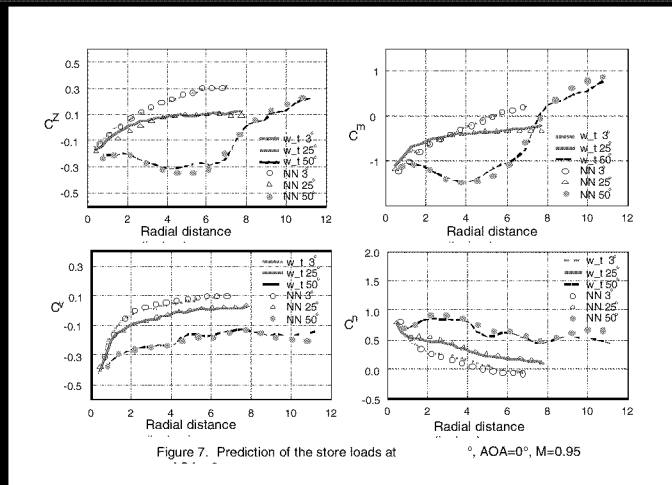 0.5
0.3
0.1
-0.1
-0.3
-0.5
CZ
w_t 3°
w_t 25°
w_t 50°
NN 3°
NN 25°
NN 50°
0 2 4 6 8 10 12
Radial distance
1
0
-1
Cm
w_t 3°
w_t 25°
w_t 50°
NN 3°
NN 25°
NN 50°
0 2 4 6 8 10 12
Radial distance
0.3
0.1
-0.1
-0.3
-0.5
w_t 3°
w_t 25°
w_t 50°
NN 3°
NN 25°
NN 50°
0 2 4 6 8 10 12
Radial distance
2.0
1.5
1.0
0.5
0.0
-0.5
Cn
w_t 3°
w_t 25°
w_t 50°
NN 3°
NN 25°
NN 50°
0 2 4 6 8 10 12
Radial distance
Figure 7. Prediction of the store loads at °, AOA=0°, M=0.95